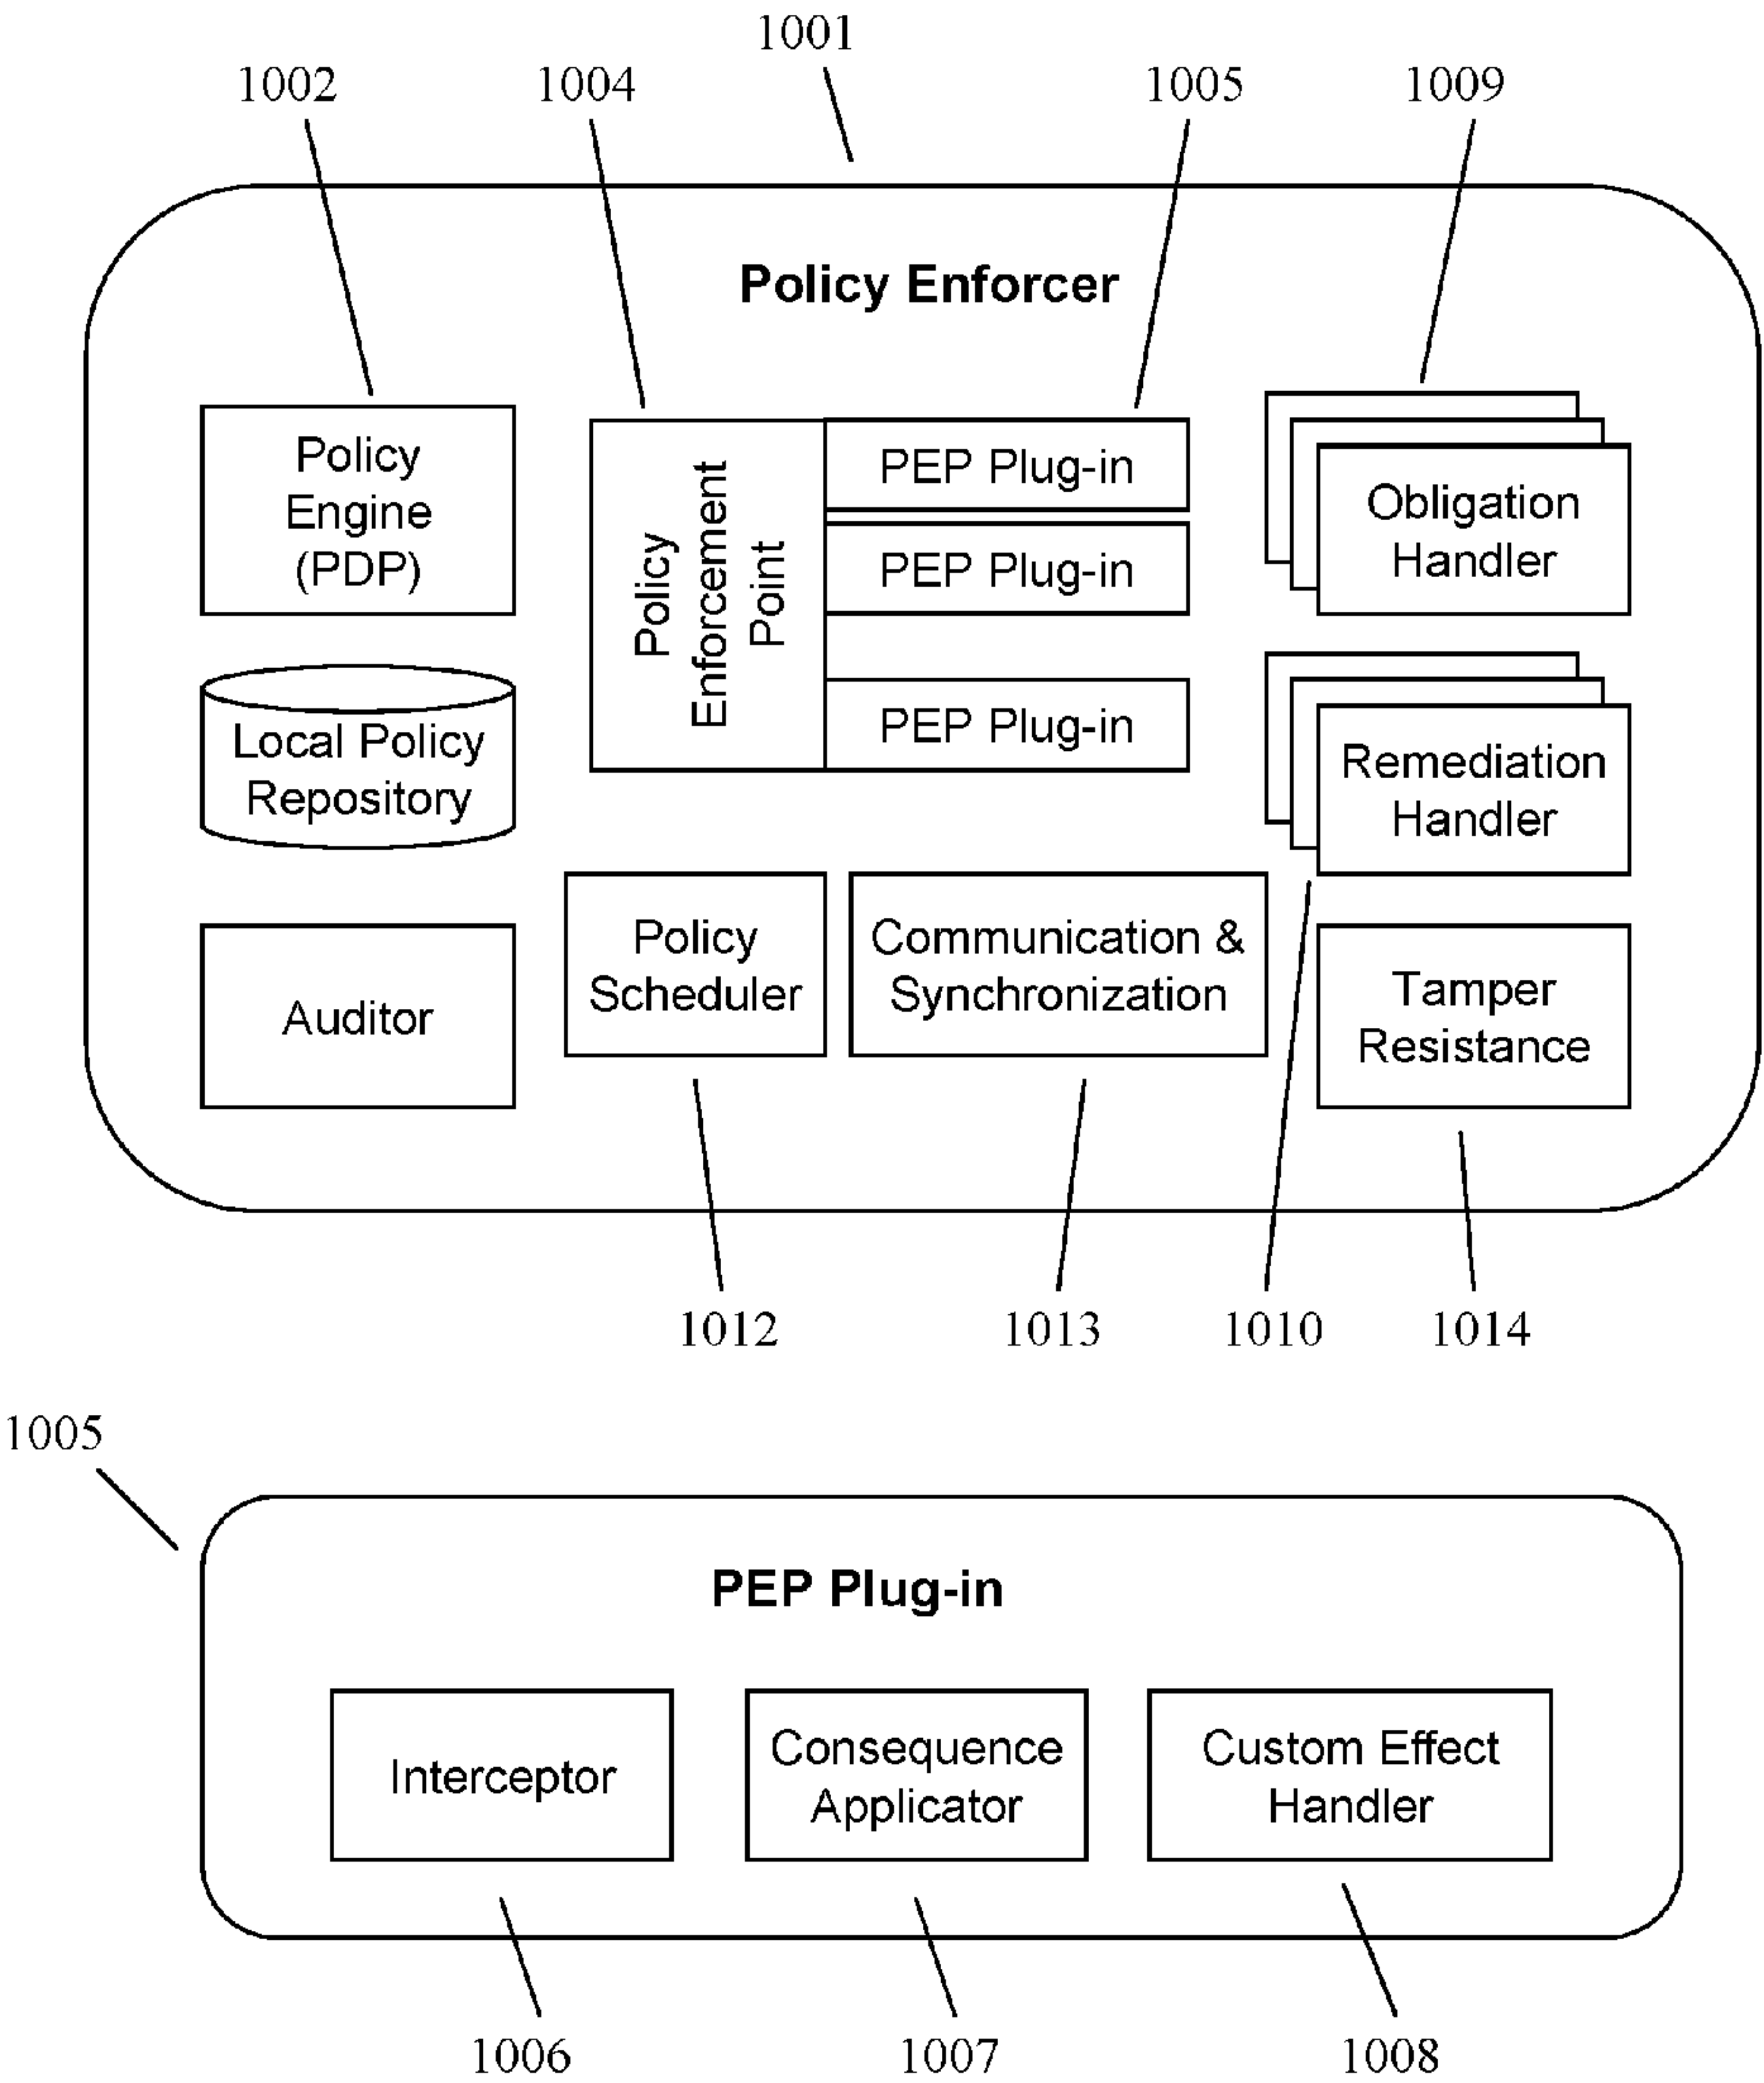 1001
1002
1004
1005
1009
Policy Enforcer
Policy
Engine
(PDP)
Policy
Enforcement
Point
PEP Plug-in
PEP Plug-in
PEP Plug-in
Obligation
Handler
Local Policy
Repository
Remediation
Handler
Auditor
Policy
Scheduler
Communication &
Synchronization
Tamper
Resistance
1012
1013
1010
1014
1005
PEP Plug-in
Interceptor
Consequence
Applicator
Custom Effect
Handler
1006
1007
1008